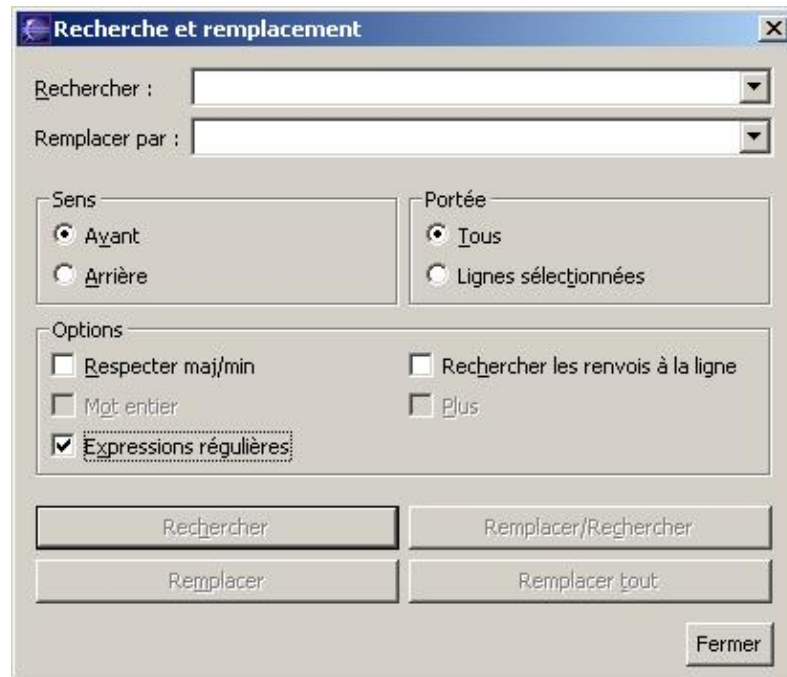 Recherche et remplacement
Rechercher :
Remplacer par :
Sens
Portée
Avant
Tous
Arrière
Lignes sélectionnées
Options
Respecter maj/min
Rechercher les renvois à la ligne
Mot entier
Plus
Expressions régulières
Rechercher
Remplacer/Rechercher
Remplacer
Remplacer tout
Fermer